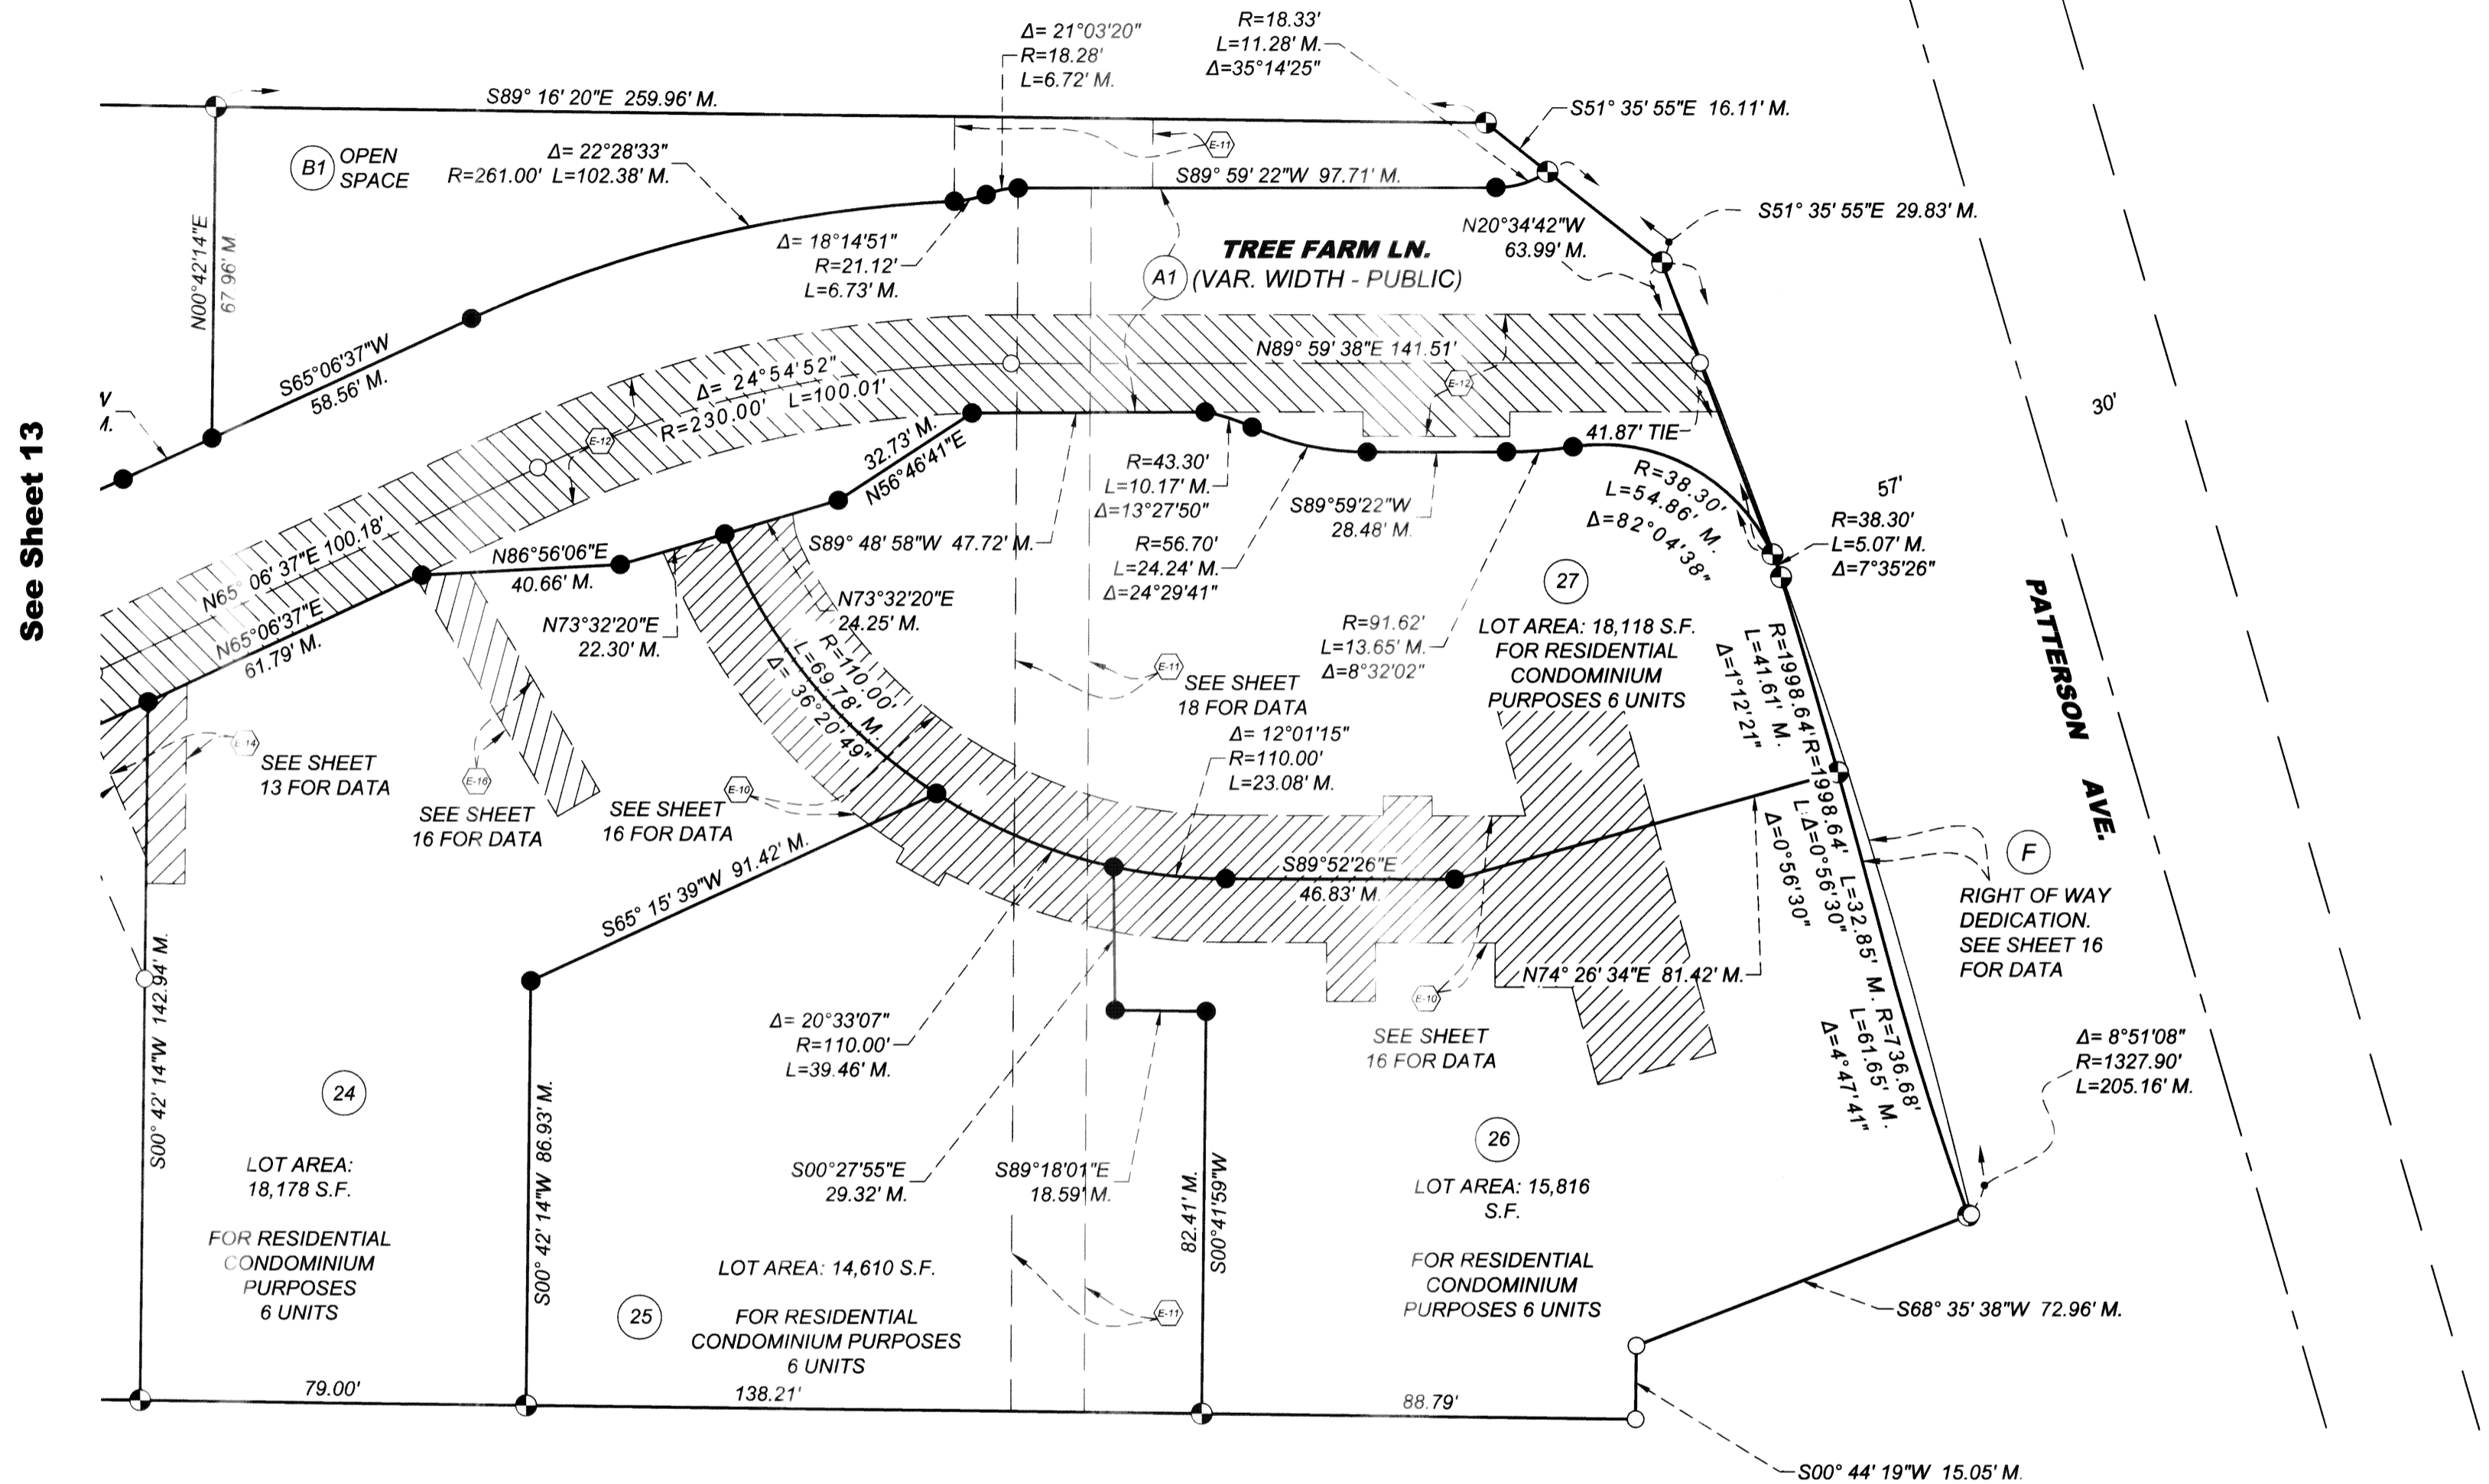 See Sheet 13
S89° 16' 20"E 259.96' M.
Δ= 21°03'20"
R=18.28'
L=6.72' M.
R=18.33'
L=11.28' M.
Δ=35°14'25"
S51° 35' 55"E 16.11' M.
E-11
B1
OPEN
SPACE
Δ= 22°28'33"
R=261.00' L=102.38' M.
S89° 59' 22"W 97.71' M.
N00°42'14"E
67.96' M
Δ= 18°14'51"
R=21.12'
L=6.73' M.
TREE FARM LN.
A1
(VAR. WIDTH - PUBLIC)
N20°34'42"W
63.99' M.
S51° 35' 55"E 29.83' M.
S65°06'37"W
58.56' M.
Δ= 24°54'52"
R=230.00' L=100.01'
N89° 59' 38"E 141.51'
E-12
E-12
30'
M.
32.73' M.
N56°46'41"E
41.87' TIE
R=43.30'
L=10.17' M.
Δ=13°27'50"
S89°59'22"W
28.48' M.
R=38.30'
L=54.86' M.
Δ=82°04'38"
57'
R=38.30'
L=5.07' M.
Δ=7°35'26"
N65° 06' 37"E 100.18'
N65°06'37"E
61.79' M.
N86°56'06"E
40.66' M.
S89° 48' 58"W 47.72' M.
R=56.70'
L=24.24' M.
Δ=24°29'41"
N73°32'20"E
22.30' M.
N73°32'20"E
24.25' M.
R=110.00'
L=69.78' M.
Δ= 36°20'49"
R=91.62'
L=13.65' M.
Δ=8°32'02"
27
LOT AREA: 18,118 S.F.
FOR RESIDENTIAL
CONDOMINIUM
PURPOSES 6 UNITS
E-11
SEE SHEET
18 FOR DATA
PATTERSON AVE.
R=1998.64'
L=41.61' M.
Δ=1°12'21"
E-14
SEE SHEET
13 FOR DATA
E-16
SEE SHEET
16 FOR DATA
E-10
SEE SHEET
16 FOR DATA
Δ= 12°01'15"
R=110.00'
L=23.08' M.
R=1998.64' L=32.85' M.
Δ=0°56'30"
Δ=0°56'30"
S65° 15' 39"W 91.42' M.
S89°52'26"E
46.83' M.
F
RIGHT OF WAY
DEDICATION.
SEE SHEET 16
FOR DATA
N74° 26' 34"E 81.42' M.
E-10
SEE SHEET
16 FOR DATA
R=736.68'
L=61.65' M.
Δ=4°47'41"
Δ= 8°51'08"
R=1327.90'
L=205.16' M.
S00° 42' 14"W 142.94' M.
Δ= 20°33'07"
R=110.00'
L=39.46' M.
24
LOT AREA:
18,178 S.F.
FOR RESIDENTIAL
CONDOMINIUM
PURPOSES
6 UNITS
S00° 42' 14"W 86.93' M.
S00°27'55"E
29.32' M.
S89°18'01"E
18.59' M.
82.41' M.
S00°41'59"W
26
LOT AREA: 15,816
S.F.
FOR RESIDENTIAL
CONDOMINIUM
PURPOSES 6 UNITS
LOT AREA: 14,610 S.F.
25
FOR RESIDENTIAL
CONDOMINIUM PURPOSES
6 UNITS
E-11
S68° 35' 38"W 72.96' M.
79.00'
138.21'
88.79'
S00° 44' 19"W 15.05' M.